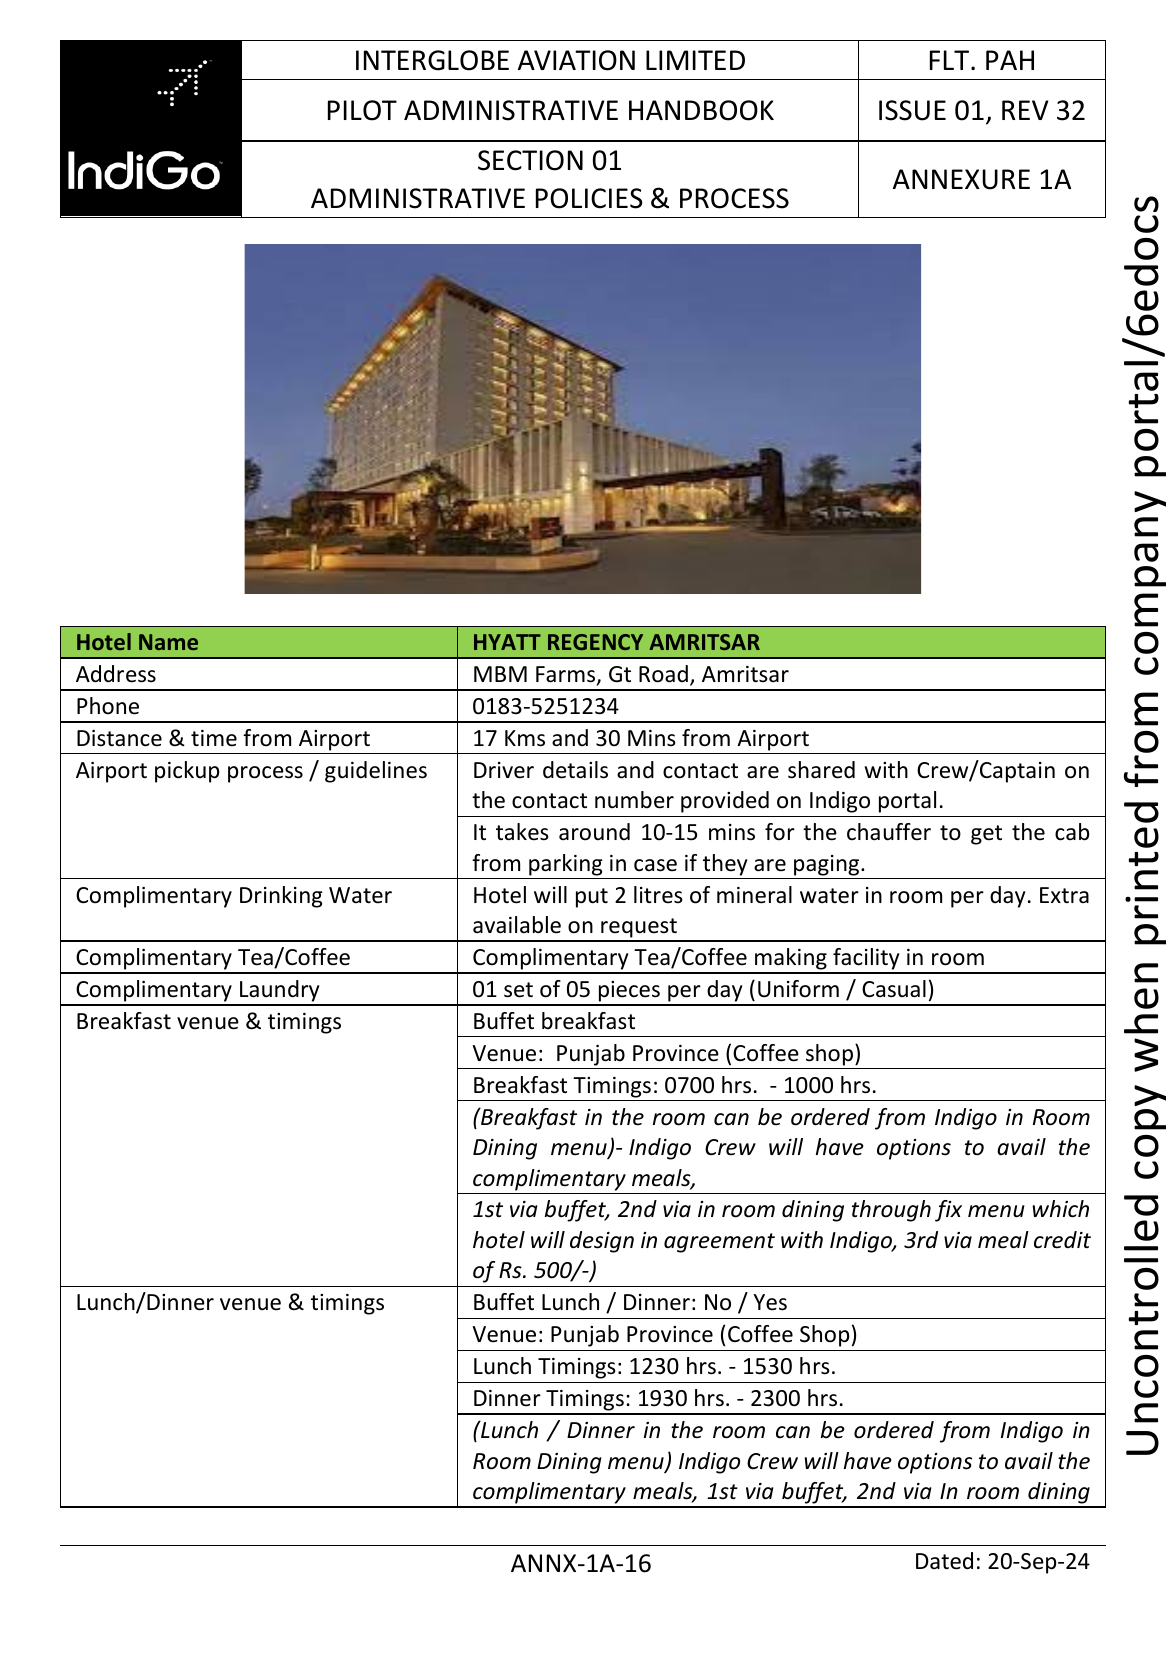 IndiGo
INTERGLOBE AVIATION LIMITED
FLT. PAH
PILOT ADMINISTRATIVE HANDBOOK
ISSUE 01, REV 32
SECTION 01
ADMINISTRATIVE POLICIES & PROCESS
ANNEXURE 1A
Hotel Name
HYATT REGENCY AMRITSAR
Address
MBM Farms, Gt Road, Amritsar
Phone
0183-5251234
Distance & time from Airport
17 Kms and 30 Mins from Airport
Airport pickup process / guidelines
Driver details and contact are shared with Crew/Captain on
the contact number provided on Indigo portal.
It takes around 10-15 mins for the chauffer to get the cab
from parking in case if they are paging.
Complimentary Drinking Water
Hotel will put 2 litres of mineral water in room per day. Extra
available on request
Complimentary Tea/Coffee
Complimentary Tea/Coffee making facility in room
Complimentary Laundry
01 set of 05 pieces per day (Uniform / Casual)
Breakfast venue & timings
Buffet breakfast
Venue:  Punjab Province (Coffee shop)
Breakfast Timings: 0700 hrs.  - 1000 hrs.
(Breakfast in the room can be ordered from Indigo in Room
Dining menu)- Indigo Crew will have options to avail the
complimentary meals,
1st via buffet, 2nd via in room dining through fix menu which
hotel will design in agreement with Indigo, 3rd via meal credit
of Rs. 500/-)
Lunch/Dinner venue & timings
Buffet Lunch / Dinner: No / Yes
Venue: Punjab Province (Coffee Shop)
Lunch Timings: 1230 hrs. - 1530 hrs.
Dinner Timings: 1930 hrs. - 2300 hrs.
(Lunch / Dinner in the room can be ordered from Indigo in
Room Dining menu) Indigo Crew will have options to avail the
complimentary meals, 1st via buffet, 2nd via In room dining
ANNX-1A-16
Dated: 20-Sep-24
Uncontrolled copy when printed from company portal/6edocs